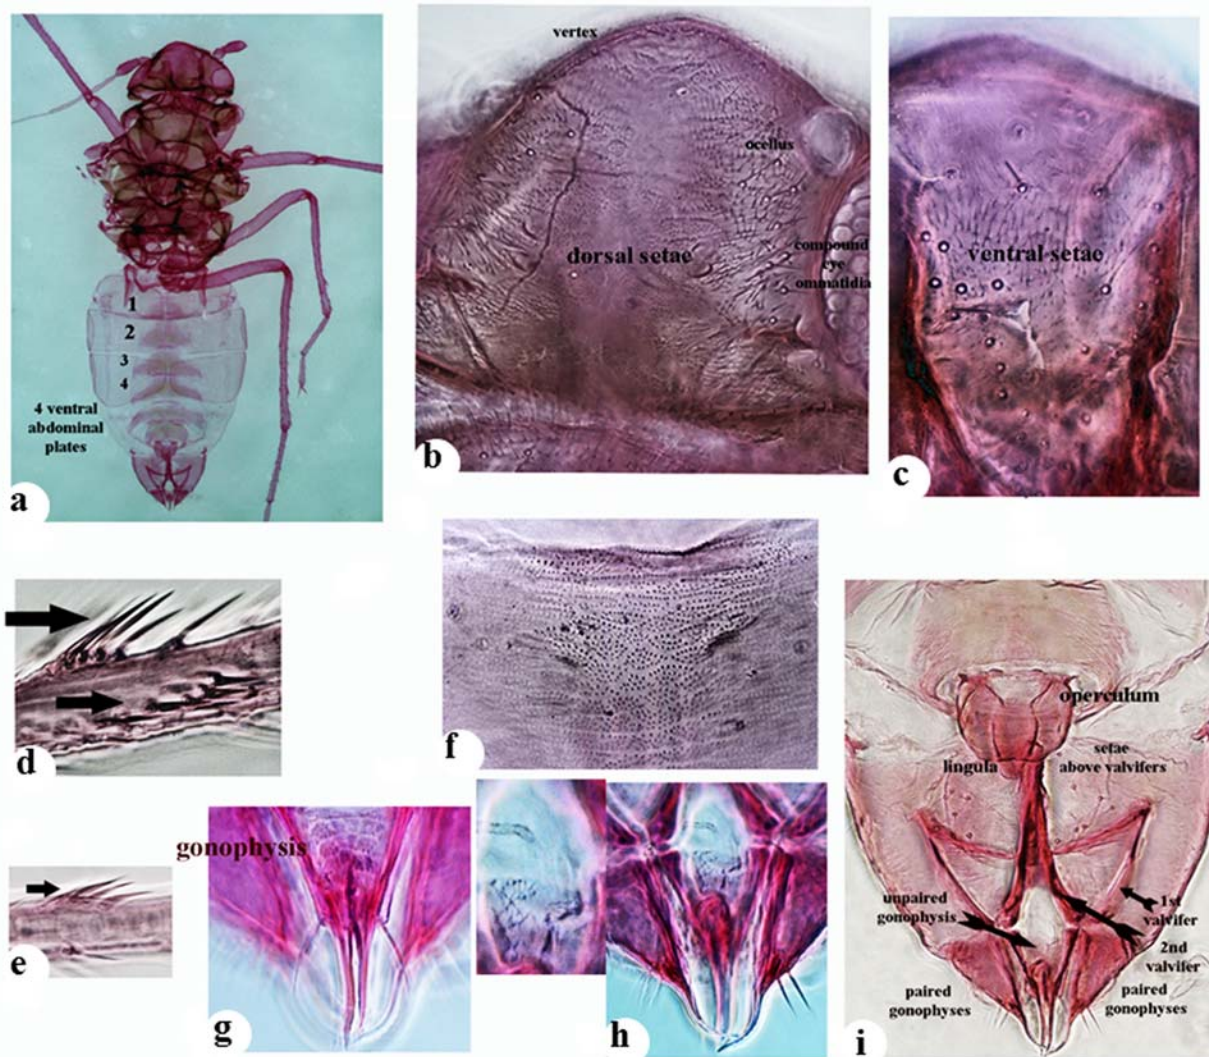 1
2
3
4
4 ventral
abdominal
plates
a
vertex
ocellus
compound
eye
ommatidia
dorsal setae
b
ventral setae
c
d
e
f
gonophysis
g
h
operculum
lingula
setae
above valvifers
unpaired
gonophysis
1st
valvifer
2nd
valvifer
paired
gonophyses
paired
gonophyses
i